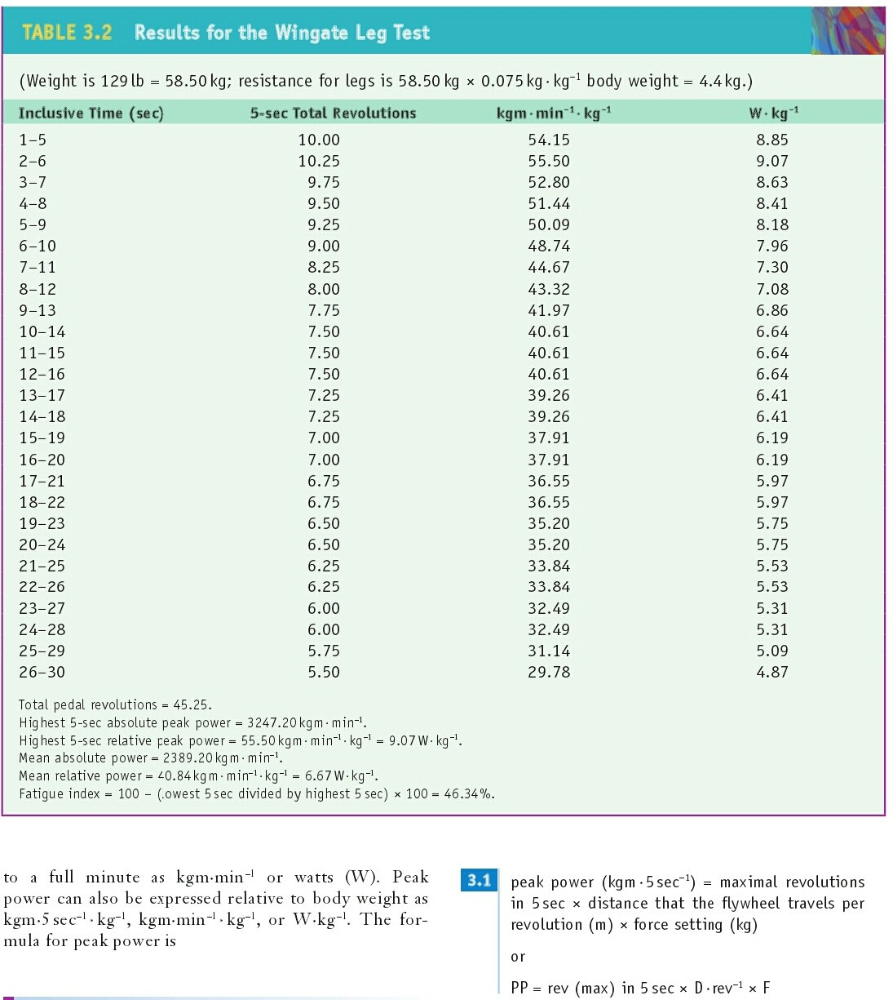 TABLE 3.2 Results for the Wingate Leg Test
(Weight is 129 lb = 58.50 kg; resistance for legs is 58.50 kg × 0.075 kg · kg⁻¹ body weight = 4.4 kg.)
Inclusive Time (sec) 5-sec Total Revolutions kgm · min⁻¹ · kg⁻¹ W · kg⁻¹
1–5 10.00 54.15 8.85
2–6 10.25 55.50 9.07
3–7 9.75 52.80 8.63
4–8 9.50 51.44 8.41
5–9 9.25 50.09 8.18
6–10 9.00 48.74 7.96
7–11 8.25 44.67 7.30
8–12 8.00 43.32 7.08
9–13 7.75 41.97 6.86
10–14 7.50 40.61 6.64
11–15 7.50 40.61 6.64
12–16 7.50 40.61 6.64
13–17 7.25 39.26 6.41
14–18 7.25 39.26 6.41
15–19 7.00 37.91 6.19
16–20 7.00 37.91 6.19
17–21 6.75 36.55 5.97
18–22 6.75 36.55 5.97
19–23 6.50 35.20 5.75
20–24 6.50 35.20 5.75
21–25 6.25 33.84 5.53
22–26 6.25 33.84 5.53
23–27 6.00 32.49 5.31
24–28 6.00 32.49 5.31
25–29 5.75 31.14 5.09
26–30 5.50 29.78 4.87
Total pedal revolutions = 45.25.
Highest 5-sec absolute peak power = 3247.20 kgm · min⁻¹.
Highest 5-sec relative peak power = 55.50 kgm · min⁻¹ · kg⁻¹ = 9.07 W · kg⁻¹.
Mean absolute power = 2389.20 kgm · min⁻¹.
Mean relative power = 40.84 kgm · min⁻¹ · kg⁻¹ = 6.67 W · kg⁻¹.
Fatigue index = 100 – (.owest 5 sec divided by highest 5 sec) × 100 = 46.34%.
to a full minute as kgm·min⁻¹ or watts (W). Peak
power can also be expressed relative to body weight as
kgm·5 sec⁻¹ · kg⁻¹, kgm·min⁻¹ · kg⁻¹, or W·kg⁻¹. The for-
mula for peak power is
3.1 peak power (kgm · 5 sec⁻¹) = maximal revolutions
in 5 sec × distance that the flywheel travels per
revolution (m) × force setting (kg)
or
PP = rev (max) in 5 sec × D · rev⁻¹ × F